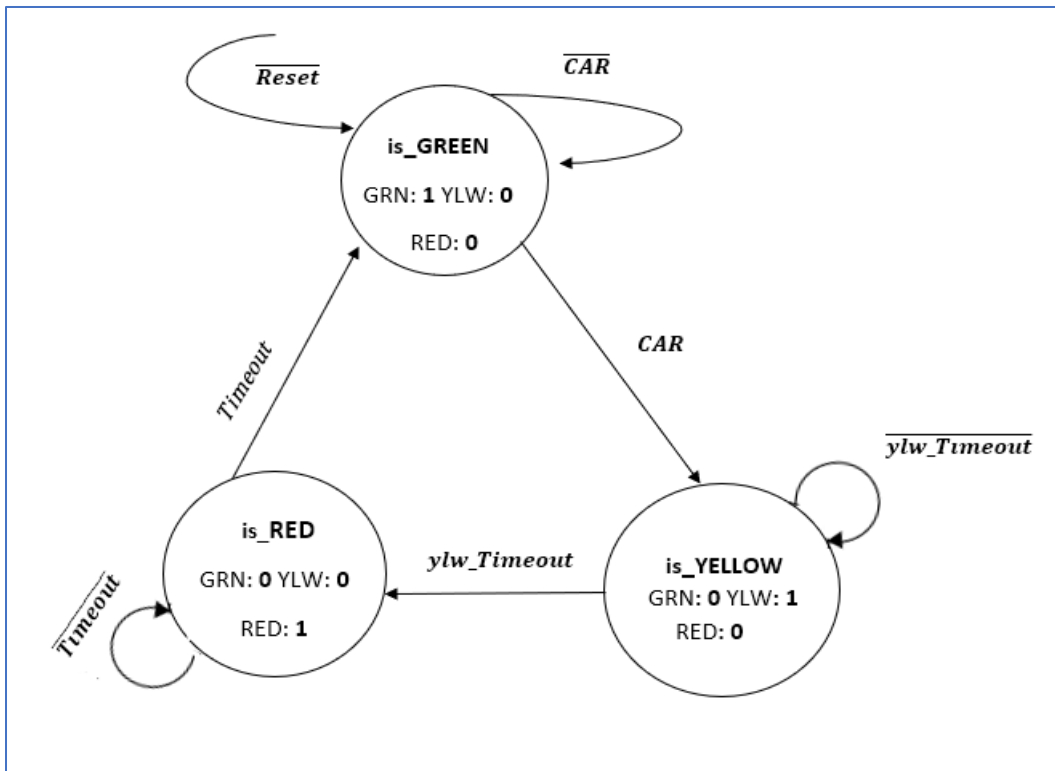 Reset
CAR
is_GREEN
GRN: 1 YLW: 0
RED: 0
CAR
Timeout
ylw_Tımeout
is_RED
GRN: 0 YLW: 0
RED: 1
ylw_Timeout
is_YELLOW
GRN: 0 YLW: 1
RED: 0
Tımeout